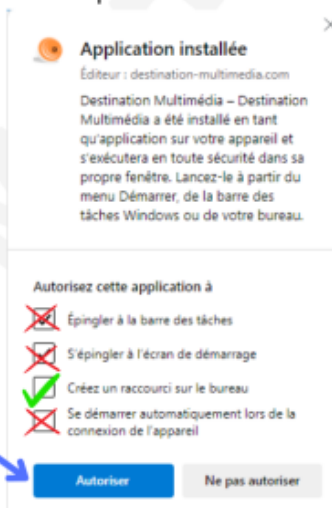 Application installée
Éditeur : destination-multimedia.com
Destination Multimédia – Destination
Multimédia a été installé en tant
qu'application sur votre appareil et
s'exécutera en toute sécurité dans sa
propre fenêtre. Lancez-le à partir du
menu Démarrer, de la barre des
tâches Windows ou de votre bureau.
Autorisez cette application à
Épingler à la barre des tâches
S'épingler à l'écran de démarrage
Créez un raccourci sur le bureau
Se démarrer automatiquement lors de la
connexion de l'appareil
Autoriser
Ne pas autoriser